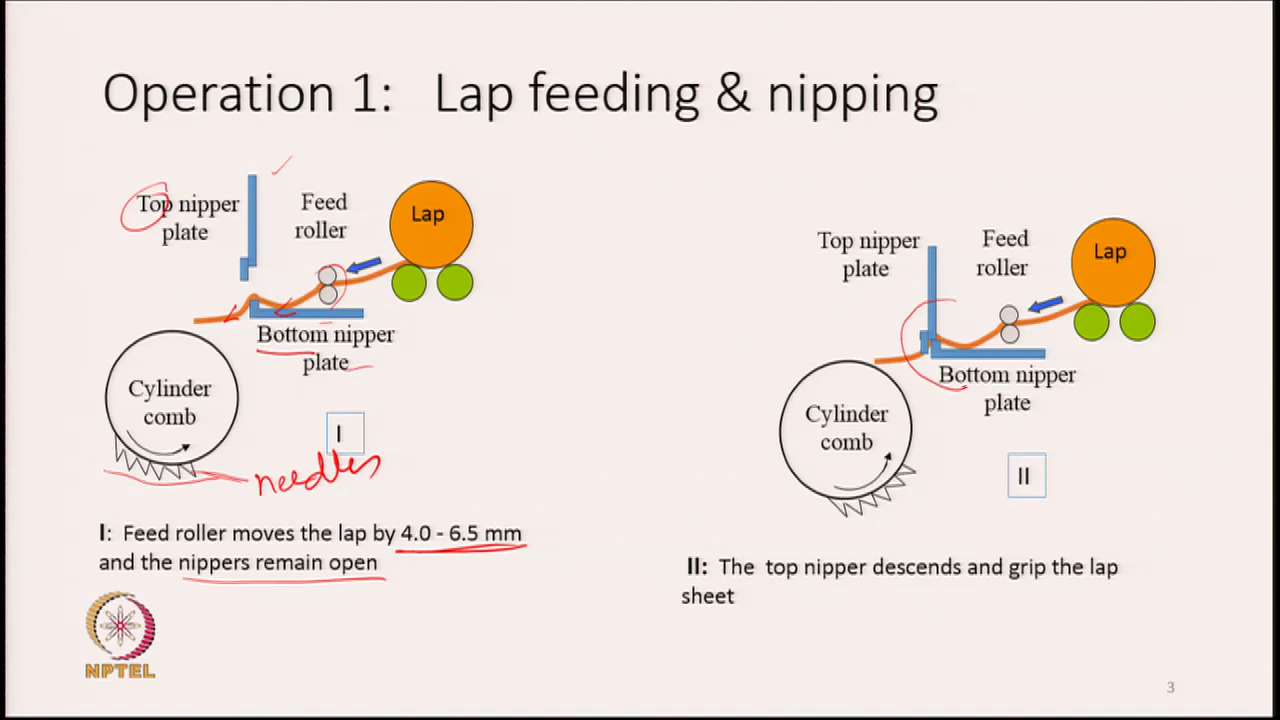 Operation 1: Lap feeding & nipping
Top nipper
plate
Feed
roller
Lap
Bottom nipper
plate
Cylinder
comb
I
needles
I: Feed roller moves the lap by 4.0 - 6.5 mm
and the nippers remain open
Top nipper
plate
Feed
roller
Lap
Bottom nipper
plate
Cylinder
comb
II
II: The top nipper descends and grip the lap
sheet
NPTEL
3